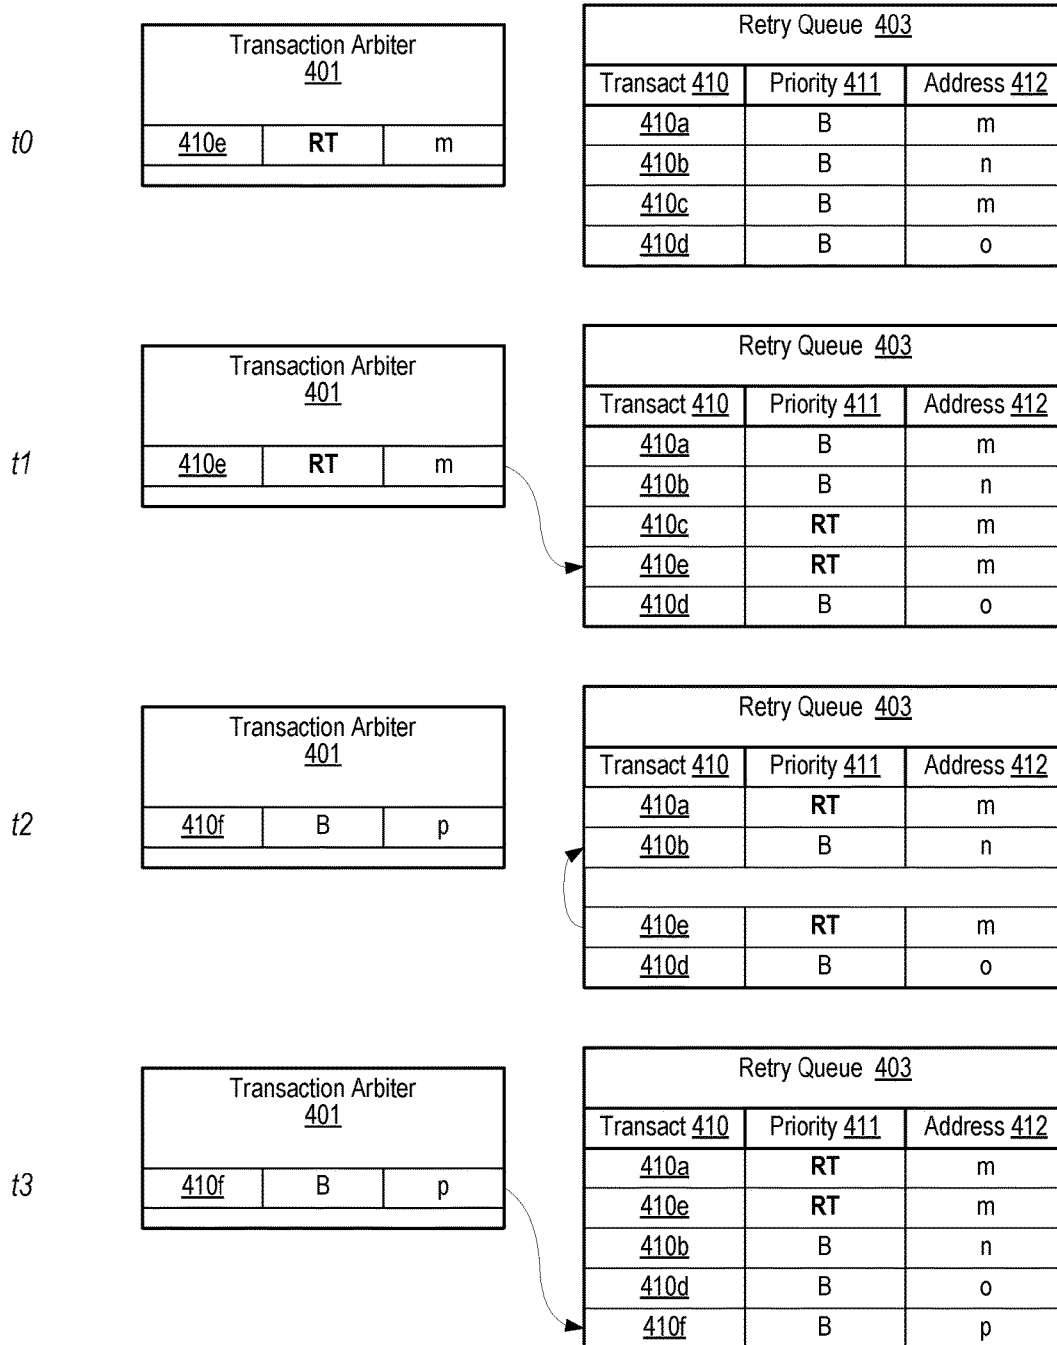 Transaction Arbiter
401
410e RT m
t0
Retry Queue 403
Transact 410 Priority 411 Address 412
410a B m
410b B n
410c B m
410d B o
Transaction Arbiter
401
410e RT m
t1
Retry Queue 403
Transact 410 Priority 411 Address 412
410a B m
410b B n
410c RT m
410e RT m
410d B o
Transaction Arbiter
401
410f B p
t2
Retry Queue 403
Transact 410 Priority 411 Address 412
410a RT m
410b B n
410e RT m
410d B o
Transaction Arbiter
401
410f B p
t3
Retry Queue 403
Transact 410 Priority 411 Address 412
410a RT m
410e RT m
410b B n
410d B o
410f B p